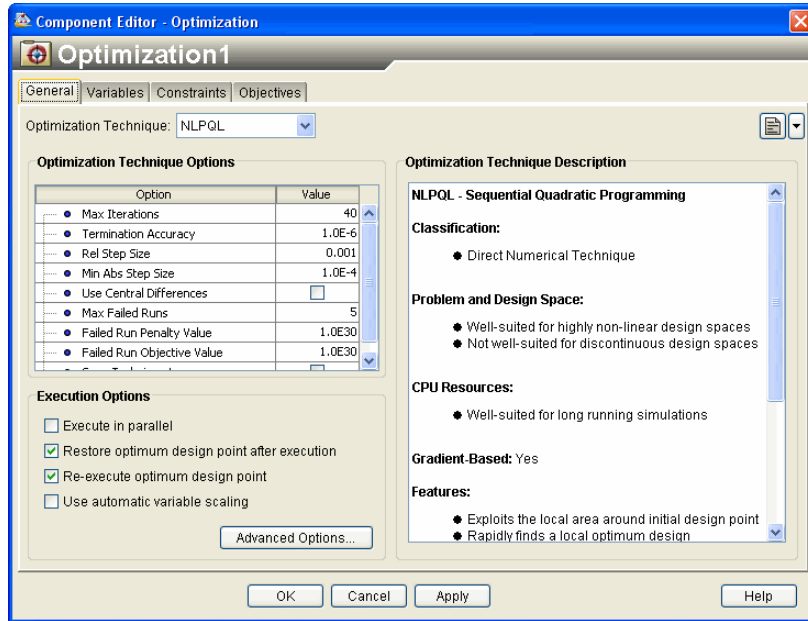 Component Editor - Optimization
Optimization1
General Variables Constraints Objectives
Optimization Technique: NLPQL
Optimization Technique Options
Option Value
Max Iterations 40
Termination Accuracy 1.0E-6
Rel Step Size 0.001
Min Abs Step Size 1.0E-4
Use Central Differences
Max Failed Runs 5
Failed Run Penalty Value 1.0E30
Failed Run Objective Value 1.0E30
Execution Options
Execute in parallel
Restore optimum design point after execution
Re-execute optimum design point
Use automatic variable scaling
Advanced Options...
Optimization Technique Description
NLPQL - Sequential Quadratic Programming
Classification:
Direct Numerical Technique
Problem and Design Space:
Well-suited for highly non-linear design spaces
Not well-suited for discontinuous design spaces
CPU Resources:
Well-suited for long running simulations
Gradient-Based: Yes
Features:
Exploits the local area around initial design point
Rapidly finds a local optimum design
OK Cancel Apply Help